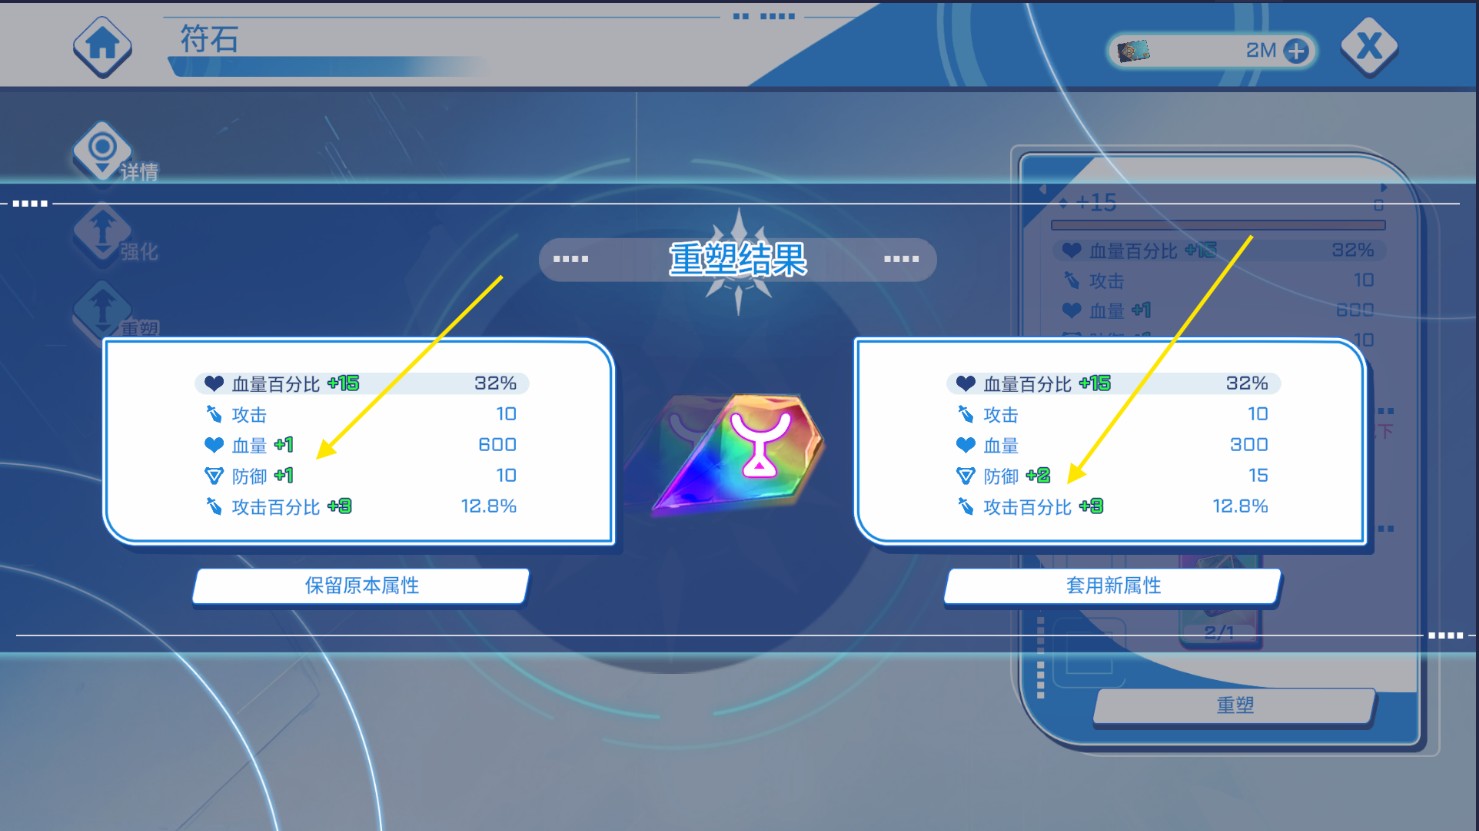 符石
2M
详情
+15
0
强化
血量百分比 +15 32%
攻击 10
血量 +1 600
10
重塑
重塑结果
血量百分比 +15 32%
攻击 10
血量 +1 600
防御 +1 10
攻击百分比 +3 12.8%
保留原本属性
血量百分比 +15 32%
攻击 10
血量 300
防御 +2 15
攻击百分比 +3 12.8%
套用新属性
下
2/1
重塑